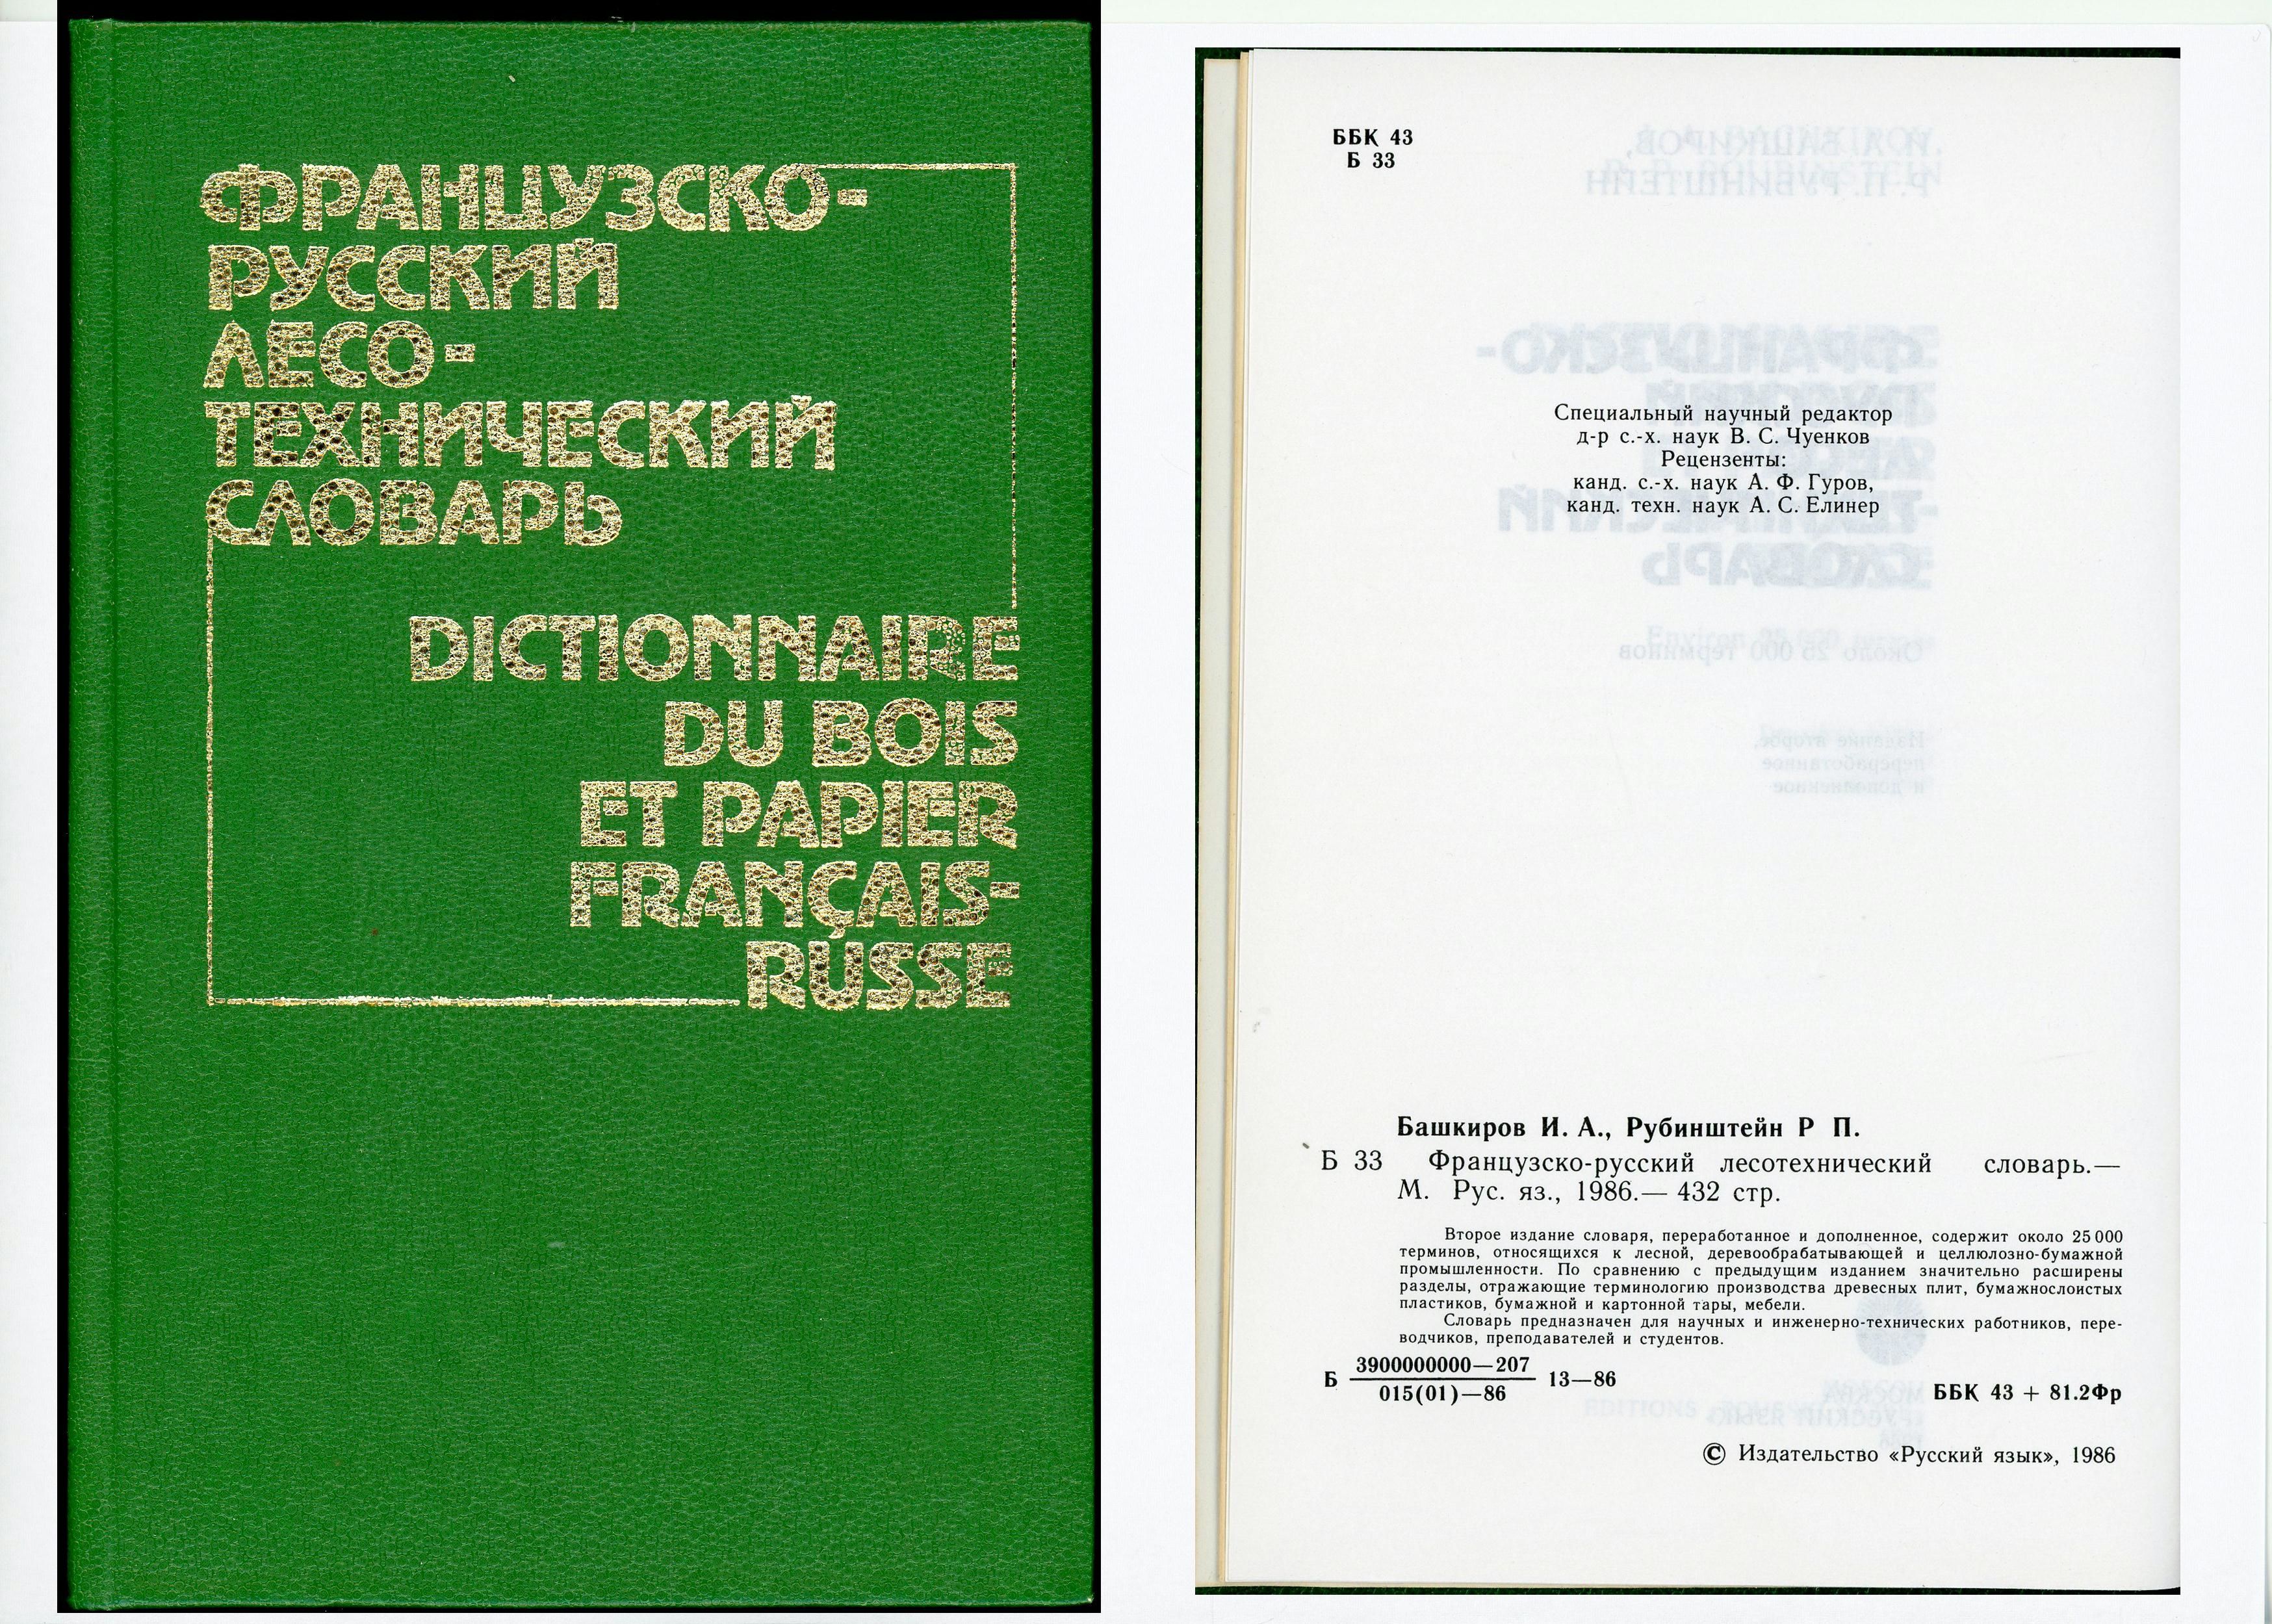 ФРАНЦУЗСКО-
РУССКИЙ
ЛЕСО-
ТЕХНИЧЕСКИЙ
СЛОВАРЬ
DICTIONNAIRE
DU BOIS
ET PAPIER
FRANÇAIS-
RUSSE
ББК 43
Б 33
Специальный научный редактор
д-р с.-х. наук В. С. Чуенков
Рецензенты:
канд. с.-х. наук А. Ф. Гуров,
канд. техн. наук А. С. Елинер
Башкиров И. А., Рубинштейн Р П.
Б 33 Французско-русский лесотехнический словарь.—
М. Рус. яз., 1986.— 432 стр.
Второе издание словаря, переработанное и дополненное, содержит около 25 000
терминов, относящихся к лесной, деревообрабатывающей и целлюлозно-бумажной
промышленности. По сравнению с предыдущим изданием значительно расширены
разделы, отражающие терминологию производства древесных плит, бумажнослоистых
пластиков, бумажной и картонной тары, мебели.
Словарь предназначен для научных и инженерно-технических работников, пере-
водчиков, преподавателей и студентов.
Б 3900000000—207 13—86
015(01)—86
ББК 43 + 81.2Фр
© Издательство «Русский язык», 1986